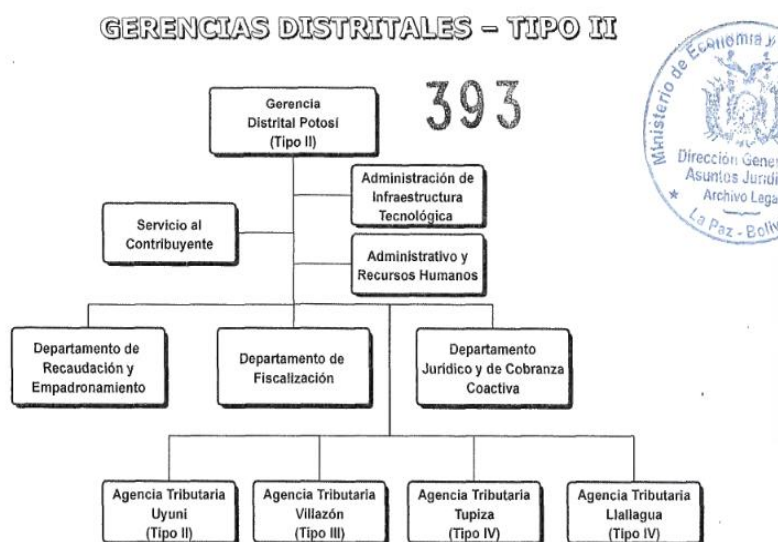 GERENCIAS DISTRITALES – TIPO II
393
Gerencia
Distrital Potosí
(Tipo II)
Administración de
Infraestructura
Tecnológica
Servicio al
Contribuyente
Administrativo y
Recursos Humanos
Departamento de
Recaudación y
Empadronamiento
Departamento de
Fiscalización
Departamento
Jurídico y de Cobranza
Coactiva
Agencia Tributaria
Uyuni
(Tipo II)
Agencia Tributaria
Villazón
(Tipo III)
Agencia Tributaria
Tupiza
(Tipo IV)
Agencia Tributaria
Llallagua
(Tipo IV)
Ministerio de Economía y
Dirección Gene
Asuntos Juríd
Archivo Lega
La Paz - Boliv